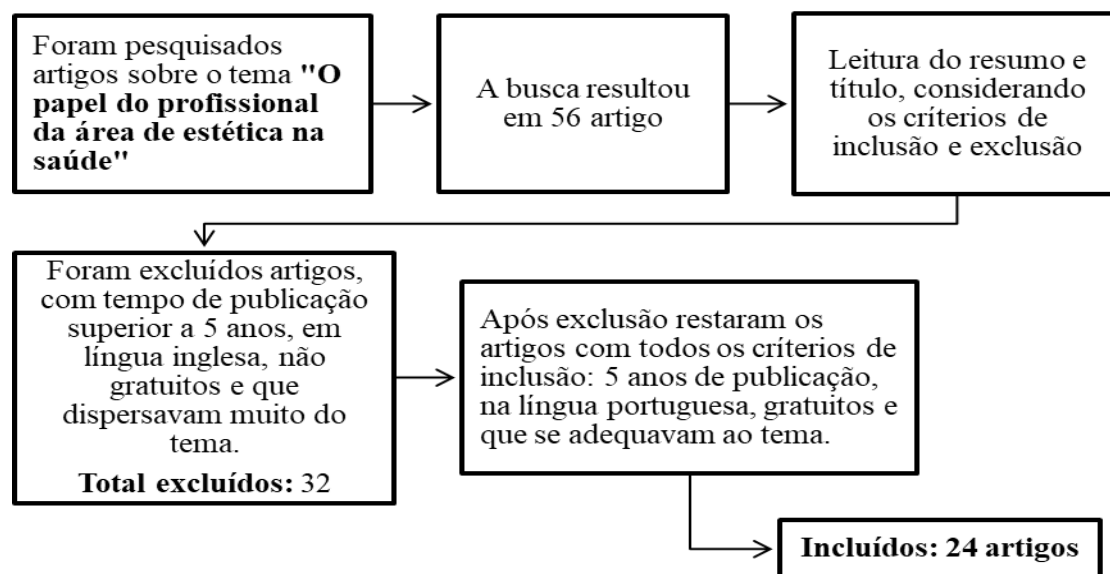 Foram pesquisados
artigos sobre o tema "O
papel do profissional
da área de estética na
saúde"
A busca resultou
em 56 artigo
Leitura do resumo e
título, considerando
os críterios de
inclusão e exclusão
Foram excluídos artigos,
com tempo de publicação
superior a 5 anos, em
língua inglesa, não
gratuitos e que
dispersavam muito do
tema.
Total excluídos: 32
Após exclusão restaram os
artigos com todos os críterios de
inclusão: 5 anos de publicação,
na língua portuguesa, gratuitos e
que se adequavam ao tema.
Incluídos: 24 artigos